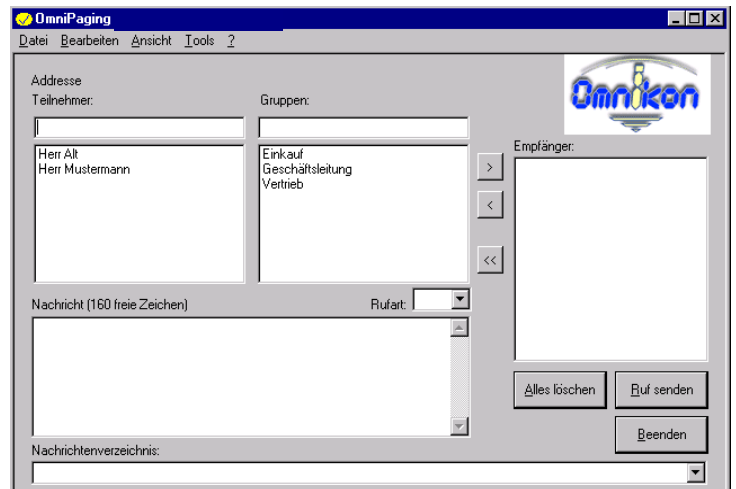 OmniPaging
Datei Bearbeiten Ansicht Tools ?
Omnikon
Addresse
Teilnehmer:
Gruppen:
Herr Alt
Herr Mustermann
Einkauf
Geschäftsleitung
Vertrieb
>
<
<<
Empfänger:
Nachricht (160 freie Zeichen)
Rufart:
Alles löschen
Ruf senden
Beenden
Nachrichtenverzeichnis: